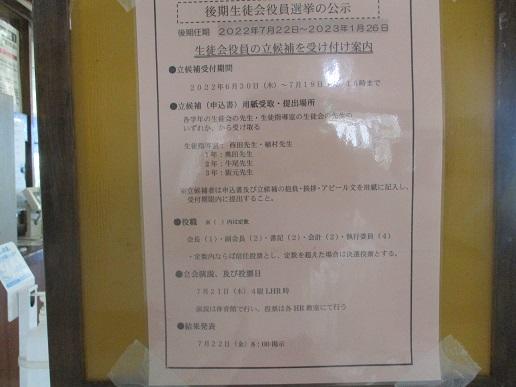 後期生徒会役員選挙の公示
後期任期 2022年7月22日～2023年1月26日
生徒会役員の立候補を受け付け案内
●立候補受付期間
2022年6月30日（木）～7月19日 まで
●立候補（申込書）用紙受取・提出場所
各学年の生徒会の先生・生徒指導室の生徒会の先生の
いずれか、から受け取る
生徒指導室： 田先生・植村先生
1年：奥田先生
2年：牛尾先生
3年：阪元先生
※立候補者は申込書及び立候補の抱負・抜擢・アピール文を用紙に記入し、
受付期限内に提出すること。
●役職 ※（ ）内は定数
会長（1）・副会長（2）・書記（2）・会計（2）・執行委員（4）
・定数内ならば信任投票とし、定数を超えた場合は決選投票とする。
●立会演説、及び投票日
7月21日（木）4限LHR時
演説は体育館で行い、投票は各HR教室にて行う
●結果発表
7月22日（金）8：00掲示